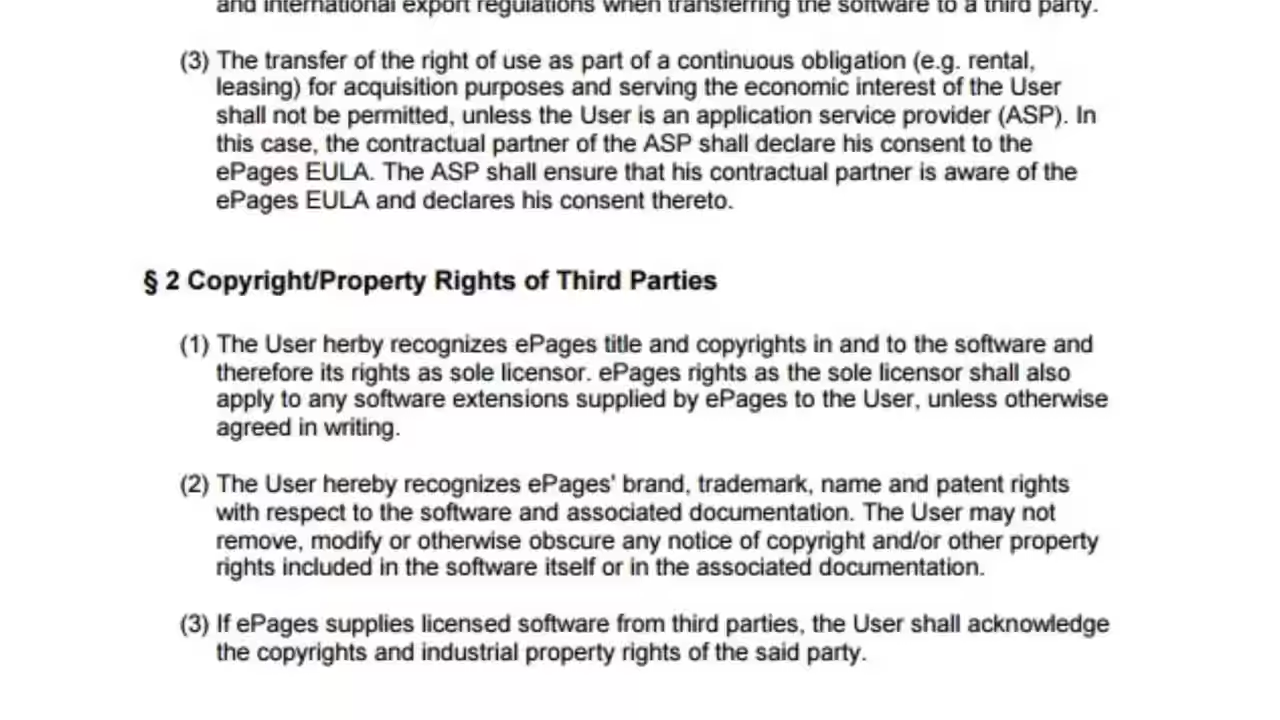 and international export regulations when transferring the software to a third party.
(3) The transfer of the right of use as part of a continuous obligation (e.g. rental,
leasing) for acquisition purposes and serving the economic interest of the User
shall not be permitted, unless the User is an application service provider (ASP). In
this case, the contractual partner of the ASP shall declare his consent to the
ePages EULA. The ASP shall ensure that his contractual partner is aware of the
ePages EULA and declares his consent thereto.
§ 2 Copyright/Property Rights of Third Parties
(1) The User herby recognizes ePages title and copyrights in and to the software and
therefore its rights as sole licensor. ePages rights as the sole licensor shall also
apply to any software extensions supplied by ePages to the User, unless otherwise
agreed in writing.
(2) The User hereby recognizes ePages' brand, trademark, name and patent rights
with respect to the software and associated documentation. The User may not
remove, modify or otherwise obscure any notice of copyright and/or other property
rights included in the software itself or in the associated documentation.
(3) If ePages supplies licensed software from third parties, the User shall acknowledge
the copyrights and industrial property rights of the said party.